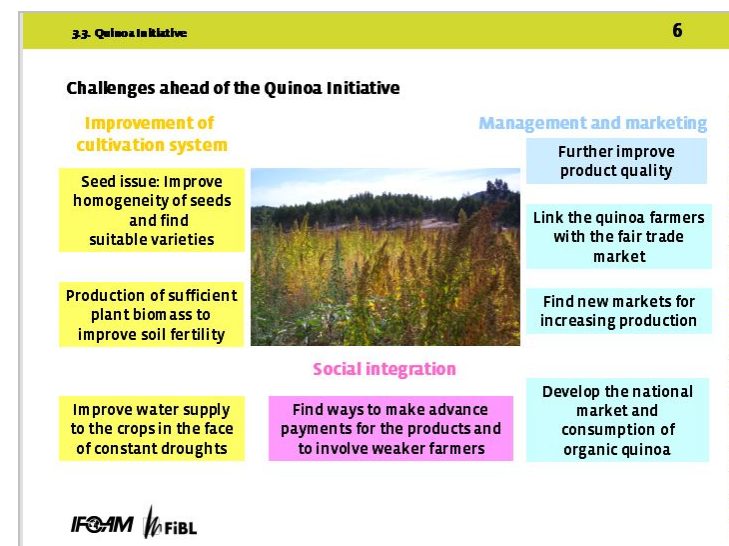 3.3. Quinoa Initiative
6
Challenges ahead of the Quinoa Initiative
Improvement of
cultivation system
Seed issue: Improve
homogeneity of seeds
and find
suitable varieties
Production of sufficient
plant biomass to
improve soil fertility
Improve water supply
to the crops in the face
of constant droughts
Social integration
Find ways to make advance
payments for the products and
to involve weaker farmers
Management and marketing
Further improve
product quality
Link the quinoa farmers
with the fair trade
market
Find new markets for
increasing production
Develop the national
market and
consumption of
organic quinoa
IFOAM
FiBL